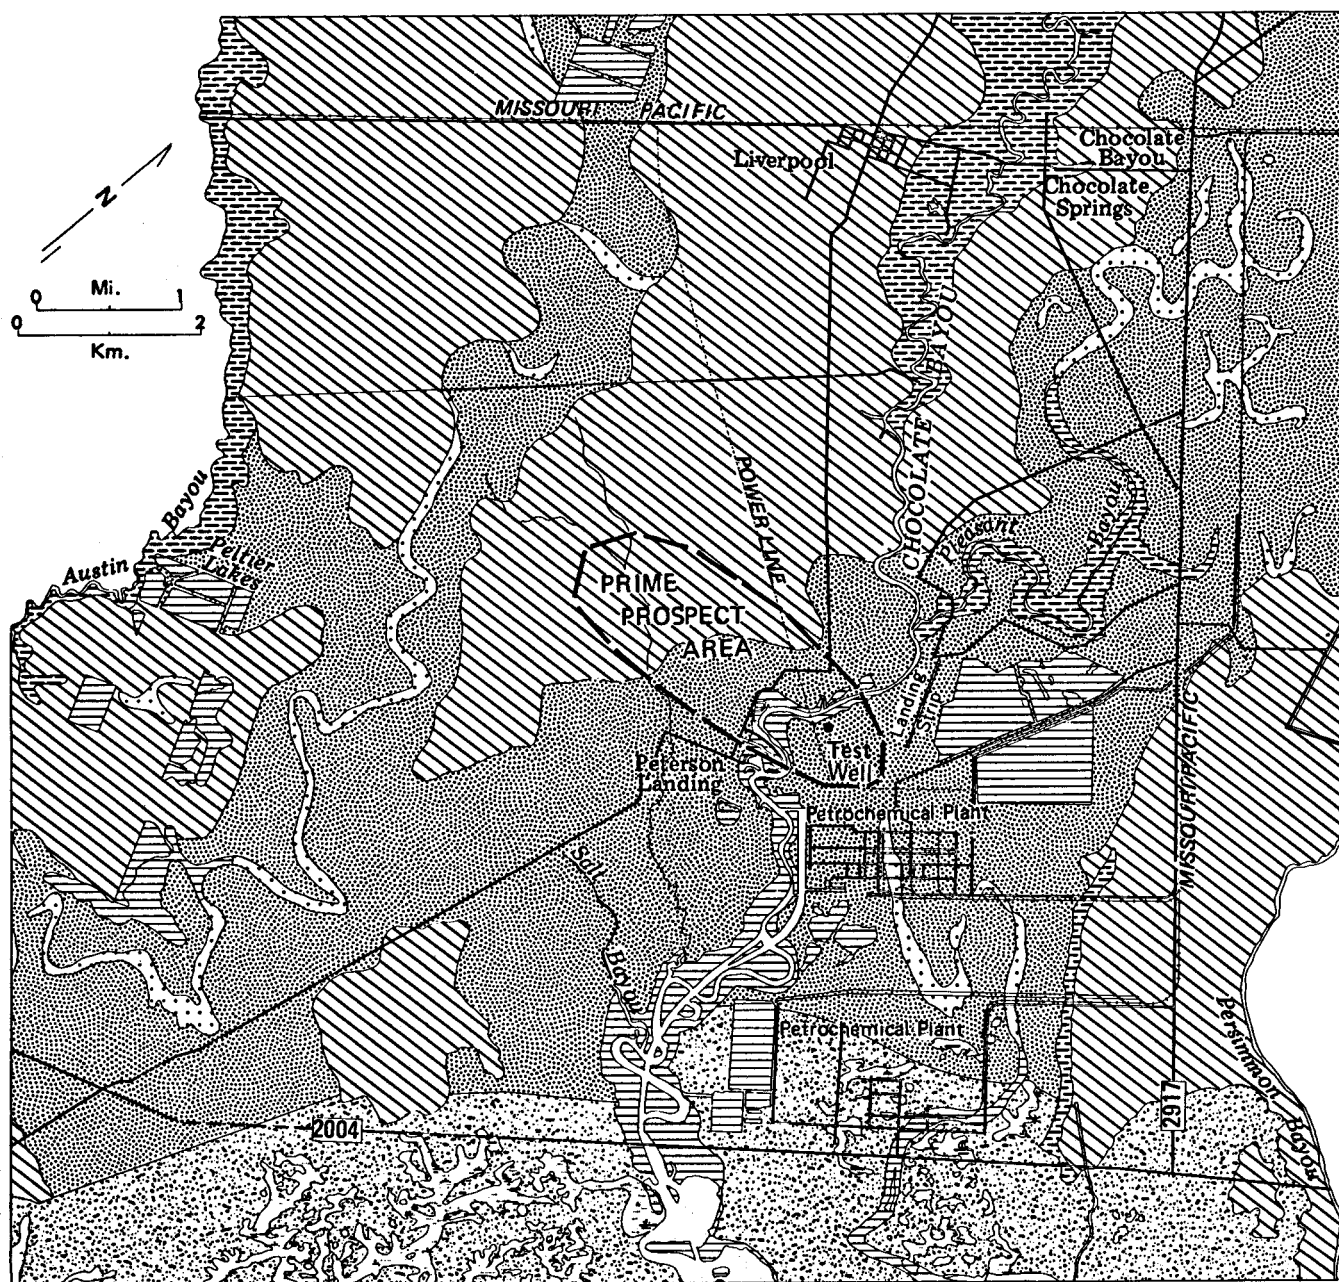 MISSOURI PACIFIC
Liverpool
Chocolate
Bayou
Chocolate
Springs
N
0 Mi. 1
0 2
Km.
CHOCOLATE BAYOU
POWER LINE
Austin Bayou
Peltier
Lakes
Pleasant Bayou
PRIME
PROSPECT
AREA
Landing
Strip
Test
Well
Peterson
Landing
MISSOURI PACIFIC
Petrochemical Plant
Bayou
Petrochemical Plant
Persimmon Bayou
2004
2917